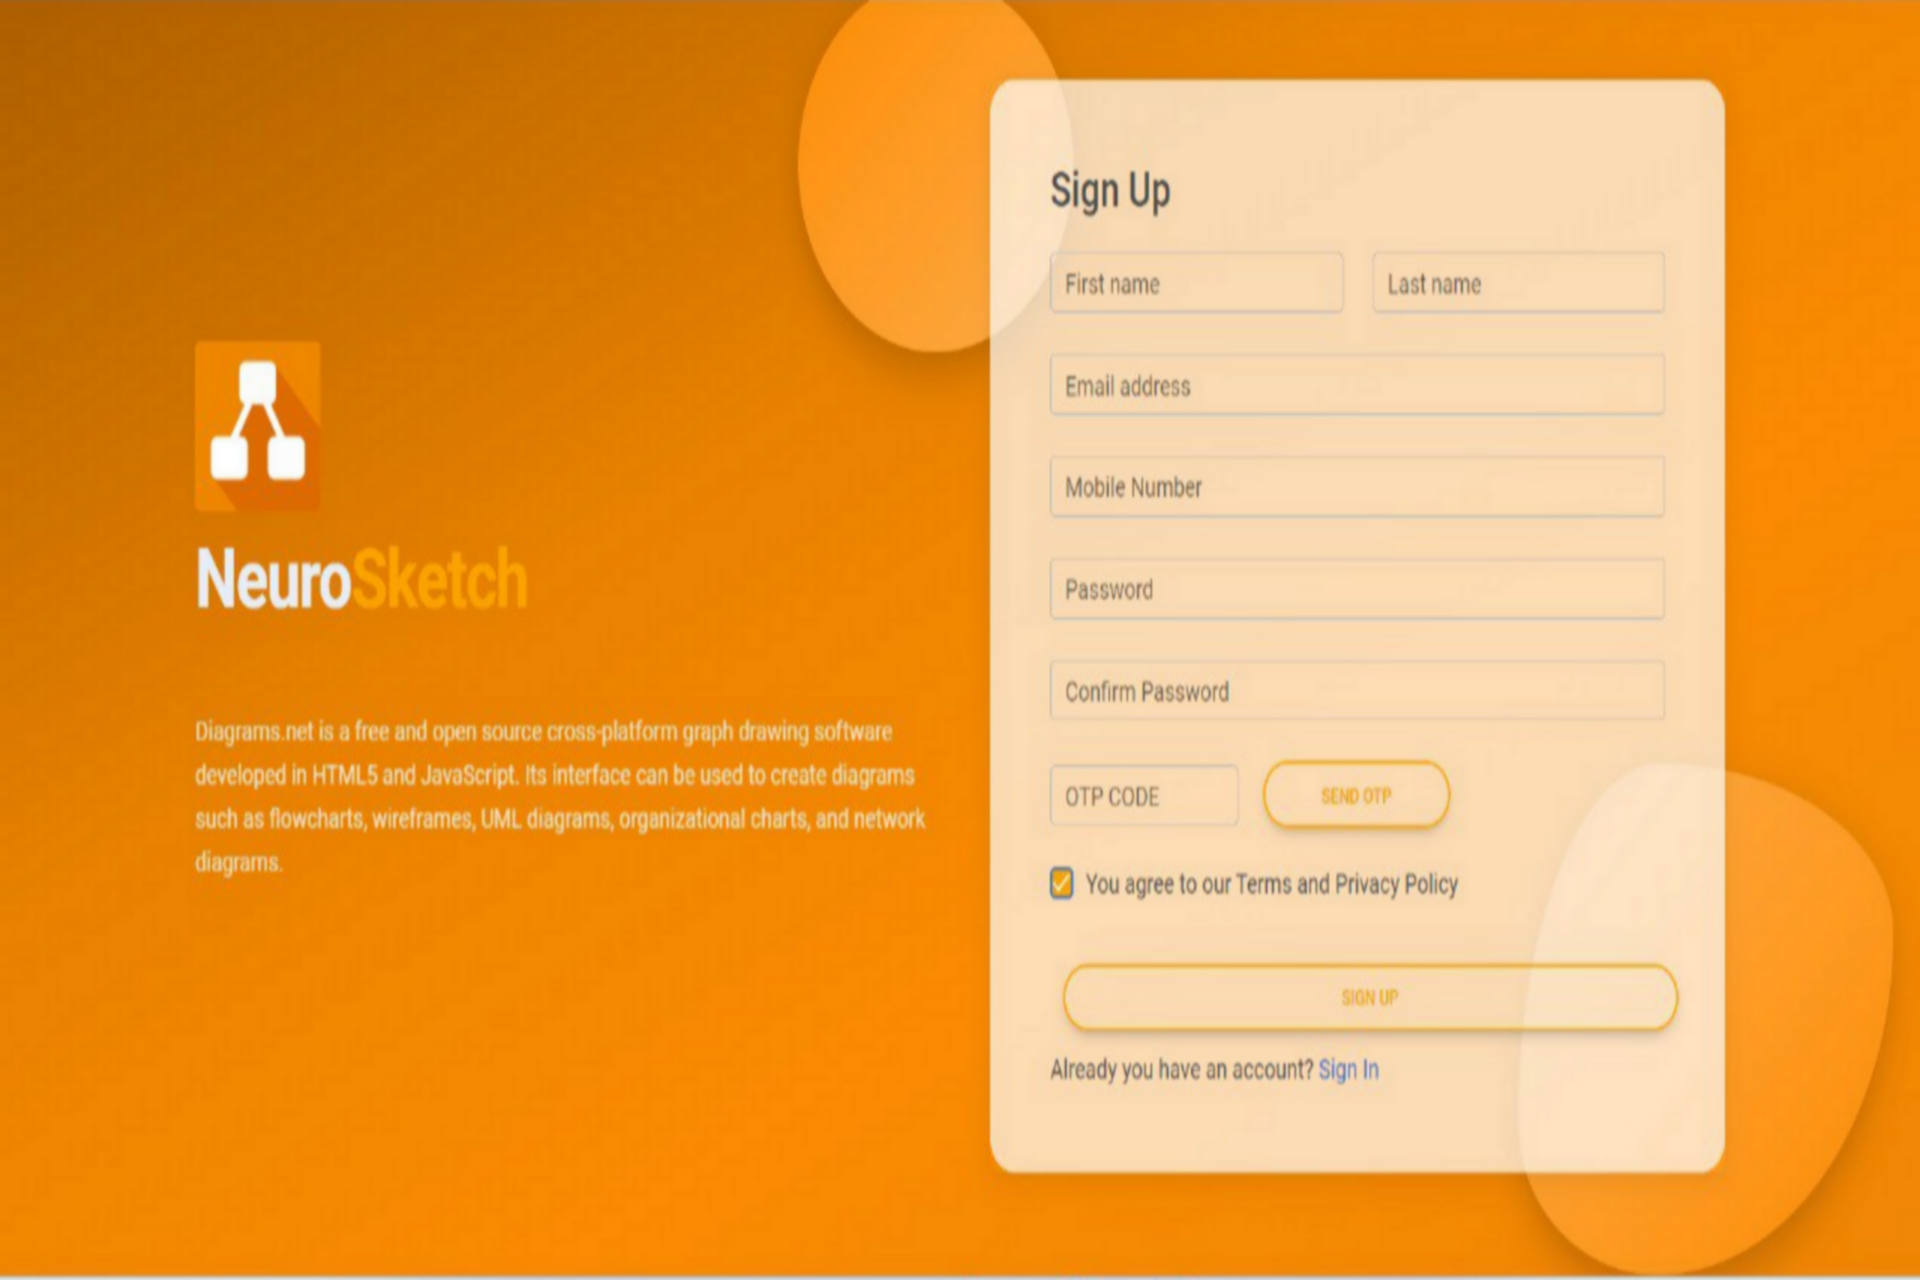 NeuroSketch
Diagrams.net is a free and open source cross-platform graph drawing software
developed in HTML5 and JavaScript. Its interface can be used to create diagrams
such as flowcharts, wireframes, UML diagrams, organizational charts, and network
diagrams.
Sign Up
First name Last name
Email address
Mobile Number
Password
Confirm Password
OTP CODE SEND OTP
You agree to our Terms and Privacy Policy
SIGN UP
Already you have an account? Sign In